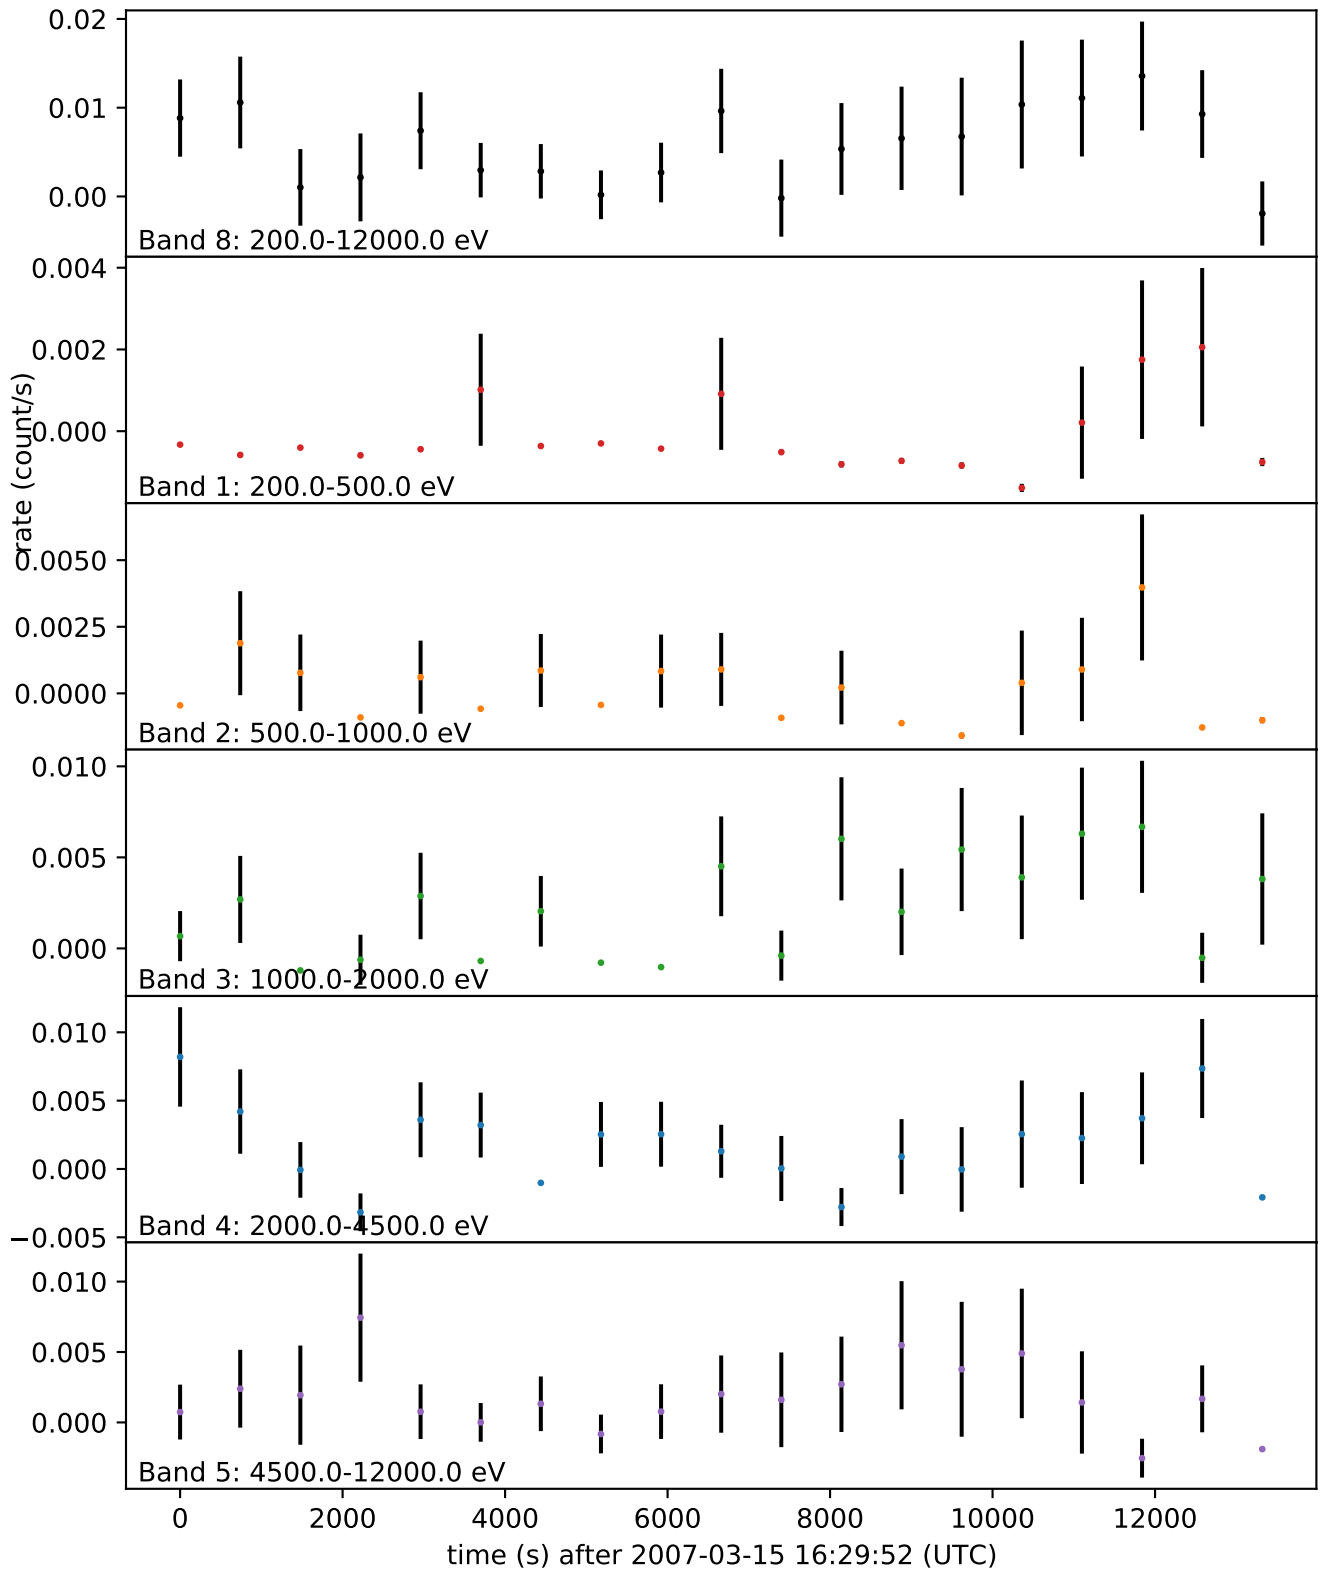 0.02
0.01
0.00
Band 8: 200.0-12000.0 eV
0.004
0.002
0.000
Band 1: 200.0-500.0 eV
rate (count/s)
0.0050
0.0025
0.0000
Band 2: 500.0-1000.0 eV
0.010
0.005
0.000
Band 3: 1000.0-2000.0 eV
0.010
0.005
0.000
−0.005
Band 4: 2000.0-4500.0 eV
0.010
0.005
0.000
Band 5: 4500.0-12000.0 eV
0 2000 4000 6000 8000 10000 12000
time (s) after 2007-03-15 16:29:52 (UTC)